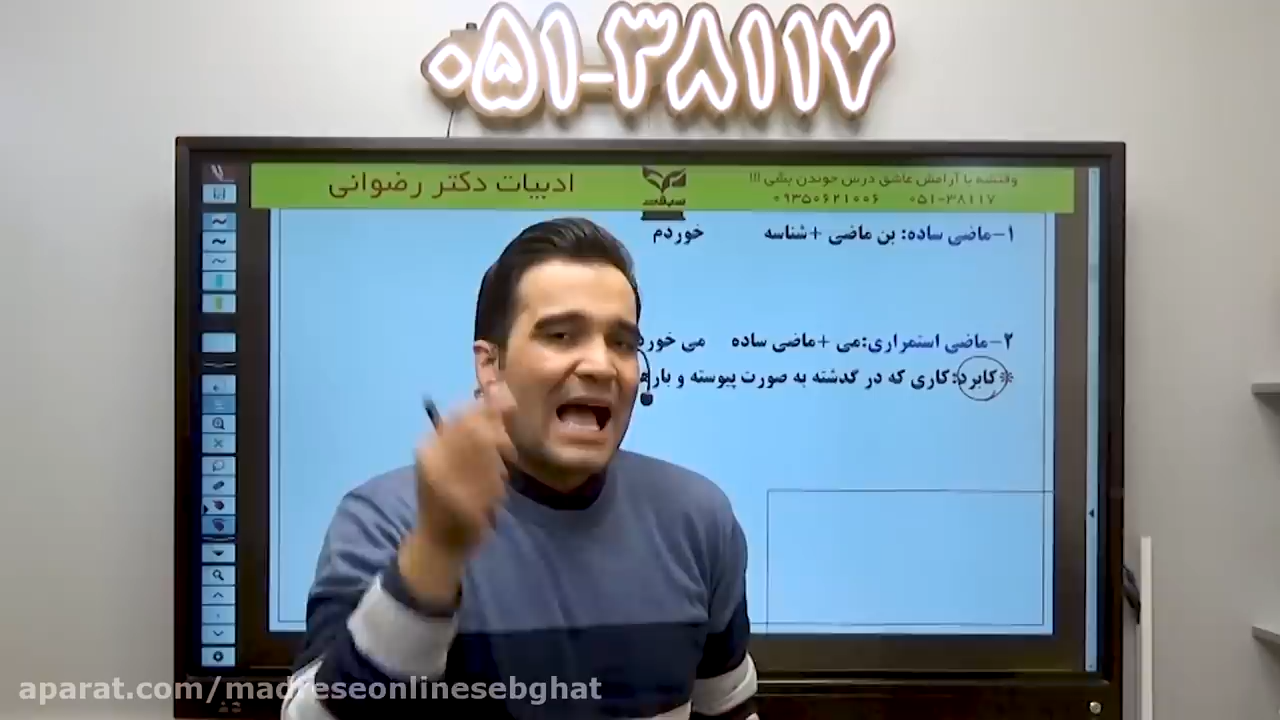 ۰۵۱-۳۸۱۱۷
وقتشه با آرامش عاشق درس خوندن بشی !!!
۰۵۱-۳۸۱۱۷ ۰۹۳۵۰۶۲۱۰۰۶
سبقت
ادبیات دکتر رضوانی
۱-ماضی ساده: بن ماضی +شناسه خوردم
۲-ماضی استمراری:می +ماضی ساده می
*کابرد:کاری که در گذشته به صورت پیوسته و
aparat.com/madreseonlinesebghat